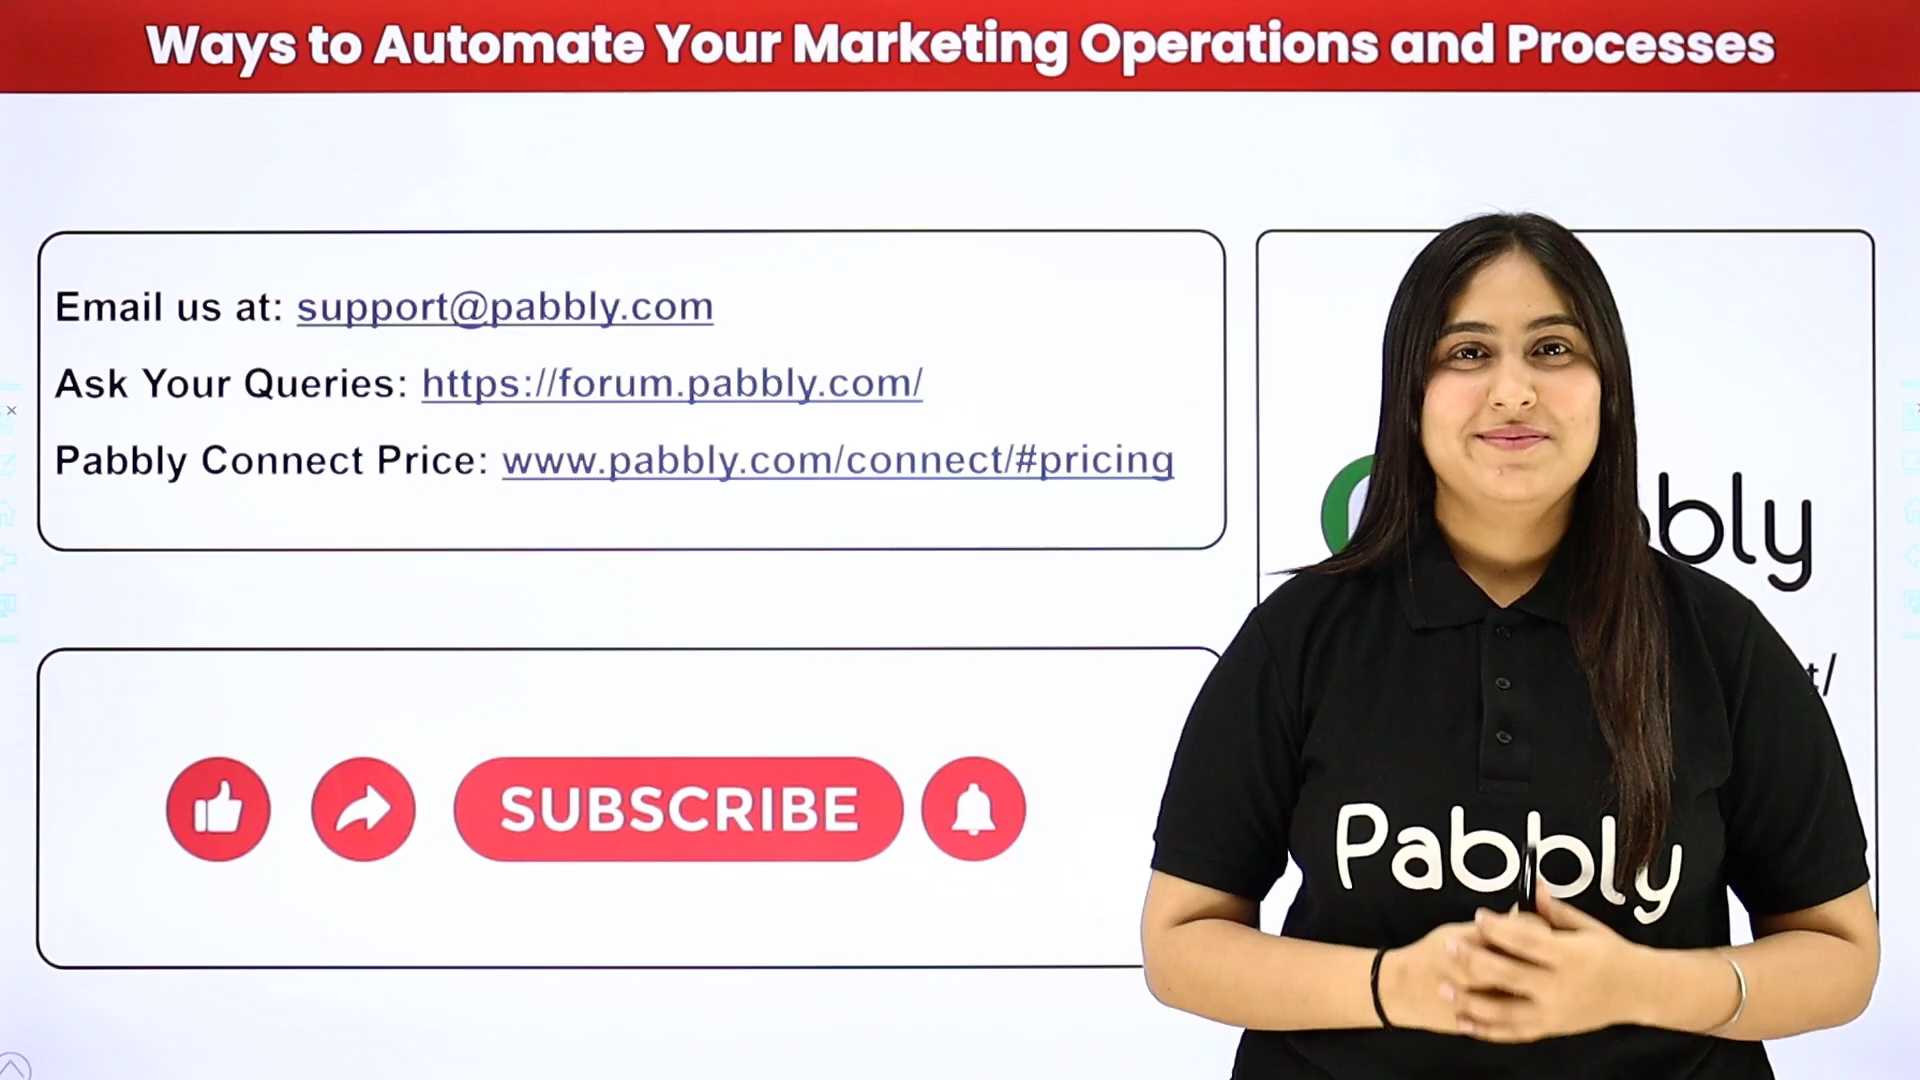 Ways to Automate Your Marketing Operations and Processes
Email us at: support@pabbly.com
Ask Your Queries: https://forum.pabbly.com/
Pabbly Connect Price: www.pabbly.com/connect/#pricing
SUBSCRIBE
Pabbly